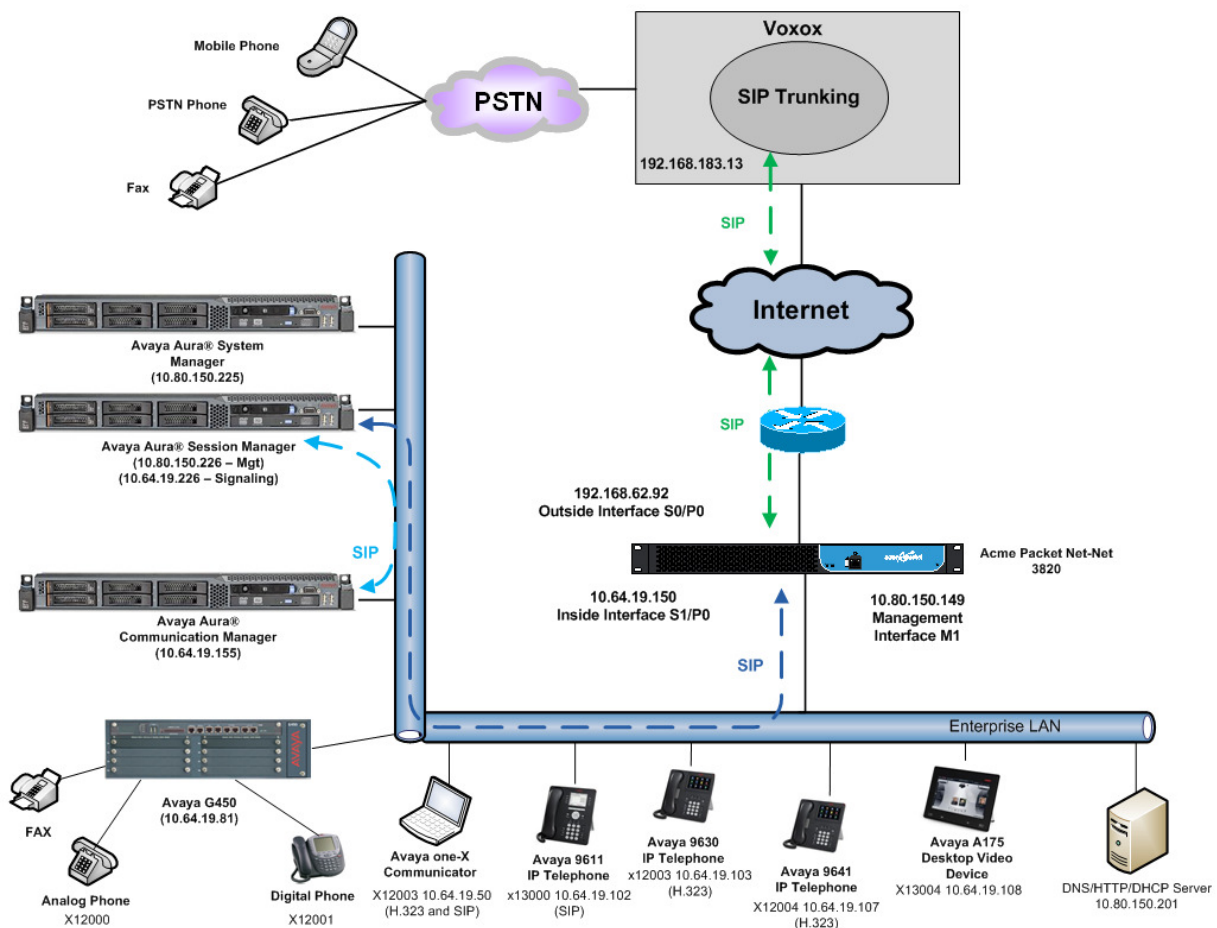 Voxox
SIP Trunking
192.168.183.13
Mobile Phone
PSTN Phone
Fax
PSTN
SIP
Internet
SIP
Avaya Aura® System
Manager
(10.80.150.225)
Avaya Aura® Session Manager
(10.80.150.226 – Mgt)
(10.64.19.226 – Signaling)
SIP
Avaya Aura®
Communication Manager
(10.64.19.155)
192.168.62.92
Outside Interface S0/P0
Acme Packet Net-Net
3820
10.64.19.150
Inside Interface S1/P0
10.80.150.149
Management
Interface M1
SIP
Enterprise LAN
AVAYA
Avaya G450
(10.64.19.81)
FAX
Analog Phone
X12000
Digital Phone
X12001
Avaya one-X
Communicator
X12003 10.64.19.50
(H.323 and SIP)
Avaya 9611
IP Telephone
x13000 10.64.19.102
(SIP)
Avaya 9630
IP Telephone
x12003 10.64.19.103
(H.323)
Avaya 9641
IP Telephone
X12004 10.64.19.107
(H.323)
Avaya A175
Desktop Video
Device
X13004 10.64.19.108
DNS/HTTP/DHCP Server
10.80.150.201